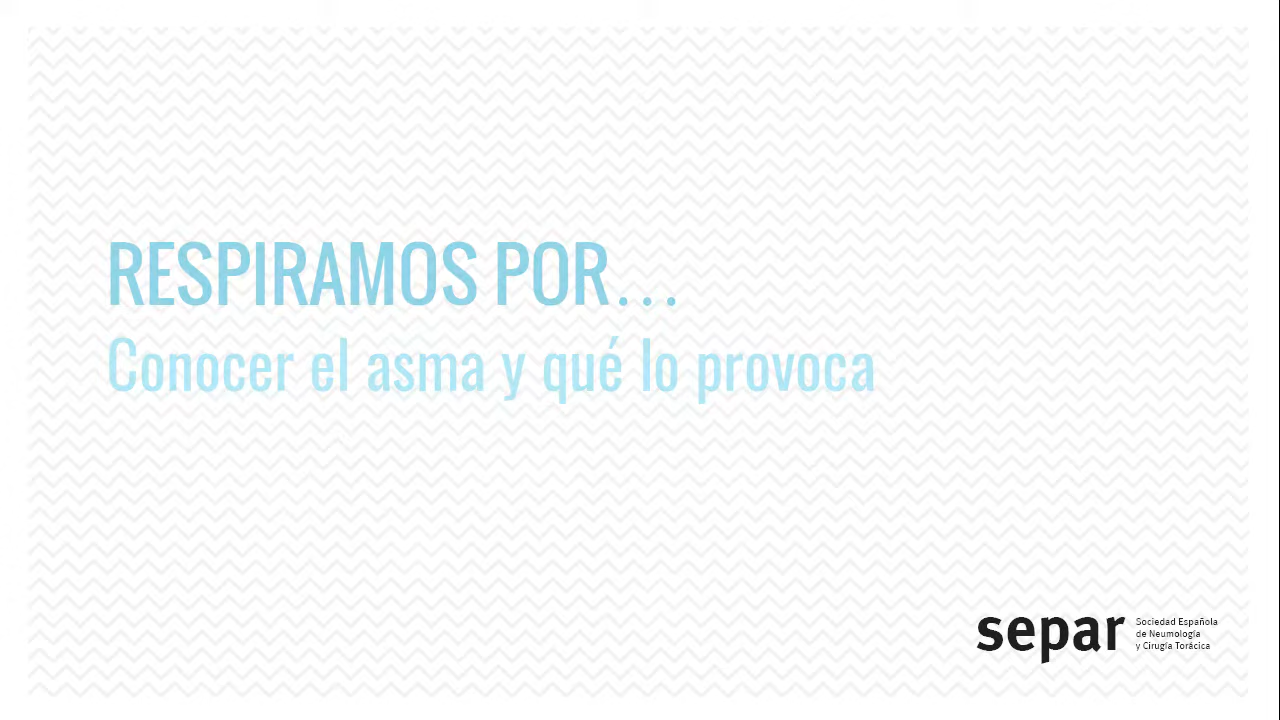 RESPIRAMOS POR...
Conocer el asma y qué lo provoca
separ
Sociedad Española
de Neumología
y Cirugía Torácica